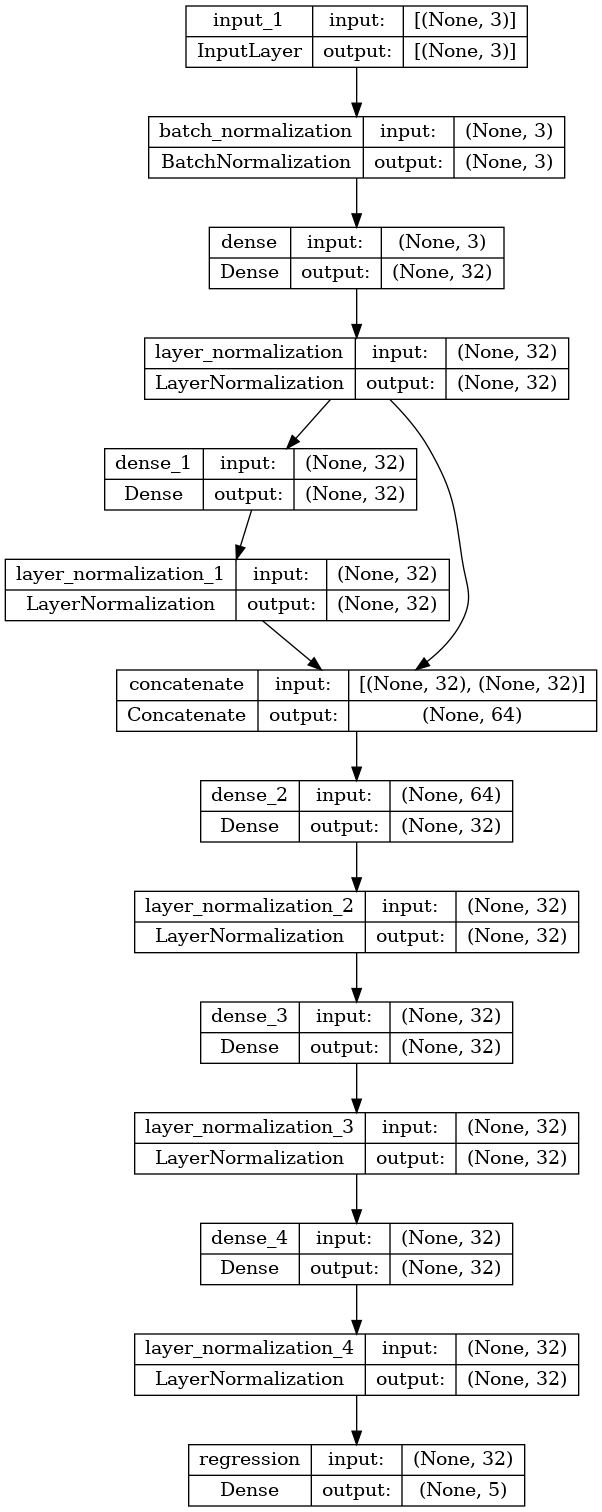 input_1 input: [(None, 3)]
InputLayer output: [(None, 3)]
batch_normalization input: (None, 3)
BatchNormalization output: (None, 3)
dense input: (None, 3)
Dense output: (None, 32)
layer_normalization input: (None, 32)
LayerNormalization output: (None, 32)
dense_1 input: (None, 32)
Dense output: (None, 32)
layer_normalization_1 input: (None, 32)
LayerNormalization output: (None, 32)
concatenate input: [(None, 32), (None, 32)]
Concatenate output: (None, 64)
dense_2 input: (None, 64)
Dense output: (None, 32)
layer_normalization_2 input: (None, 32)
LayerNormalization output: (None, 32)
dense_3 input: (None, 32)
Dense output: (None, 32)
layer_normalization_3 input: (None, 32)
LayerNormalization output: (None, 32)
dense_4 input: (None, 32)
Dense output: (None, 32)
layer_normalization_4 input: (None, 32)
LayerNormalization output: (None, 32)
regression input: (None, 32)
Dense output: (None, 5)